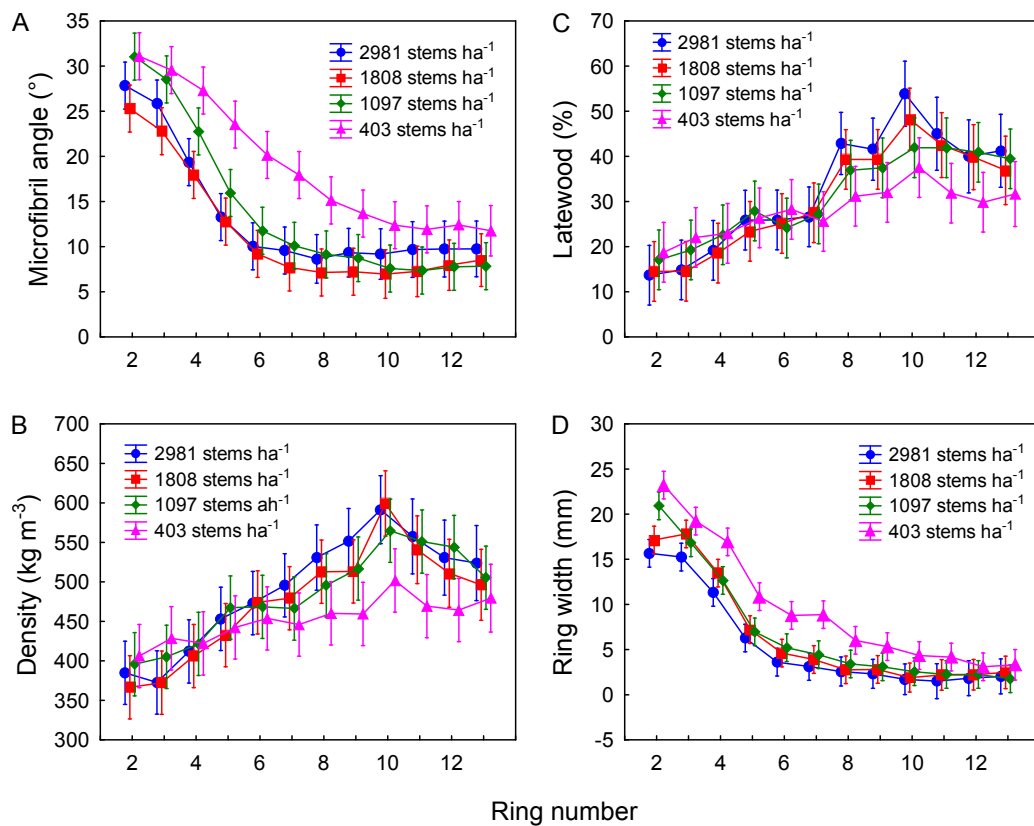 A
Microfibril angle (°)
40
35
30
25
20
15
10
5
0
2981 stems ha⁻¹
1808 stems ha⁻¹
1097 stems ha⁻¹
403 stems ha⁻¹
2 4 6 8 10 12
C
Latewood (%)
70
60
50
40
30
20
10
0
2981 stems ha⁻¹
1808 stems ha⁻¹
1097 stems ha⁻¹
403 stems ha⁻¹
2 4 6 8 10 12
B
Density (kg m⁻³)
700
650
600
550
500
450
400
350
300
2981 stems ha⁻¹
1808 stems ha⁻¹
1097 stems ah⁻¹
403 stems ha⁻¹
2 4 6 8 10 12
D
Ring width (mm)
30
25
20
15
10
5
0
-5
2981 stems ha⁻¹
1808 stems ha⁻¹
1097 stems ha⁻¹
403 stems ha⁻¹
2 4 6 8 10 12
Ring number